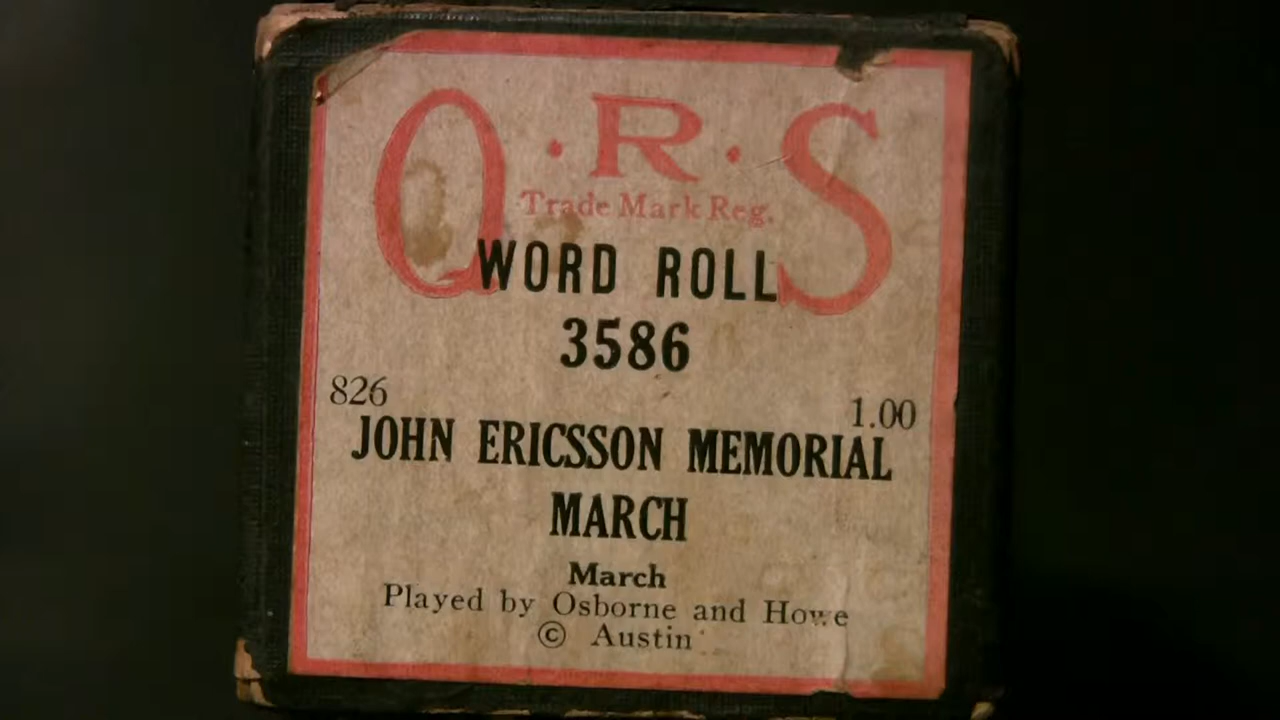 Q·R·S
Trade Mark Reg.
WORD ROLL
3586
826
1.00
JOHN ERICSSON MEMORIAL
MARCH
March
Played by Osborne and Howe
© Austin